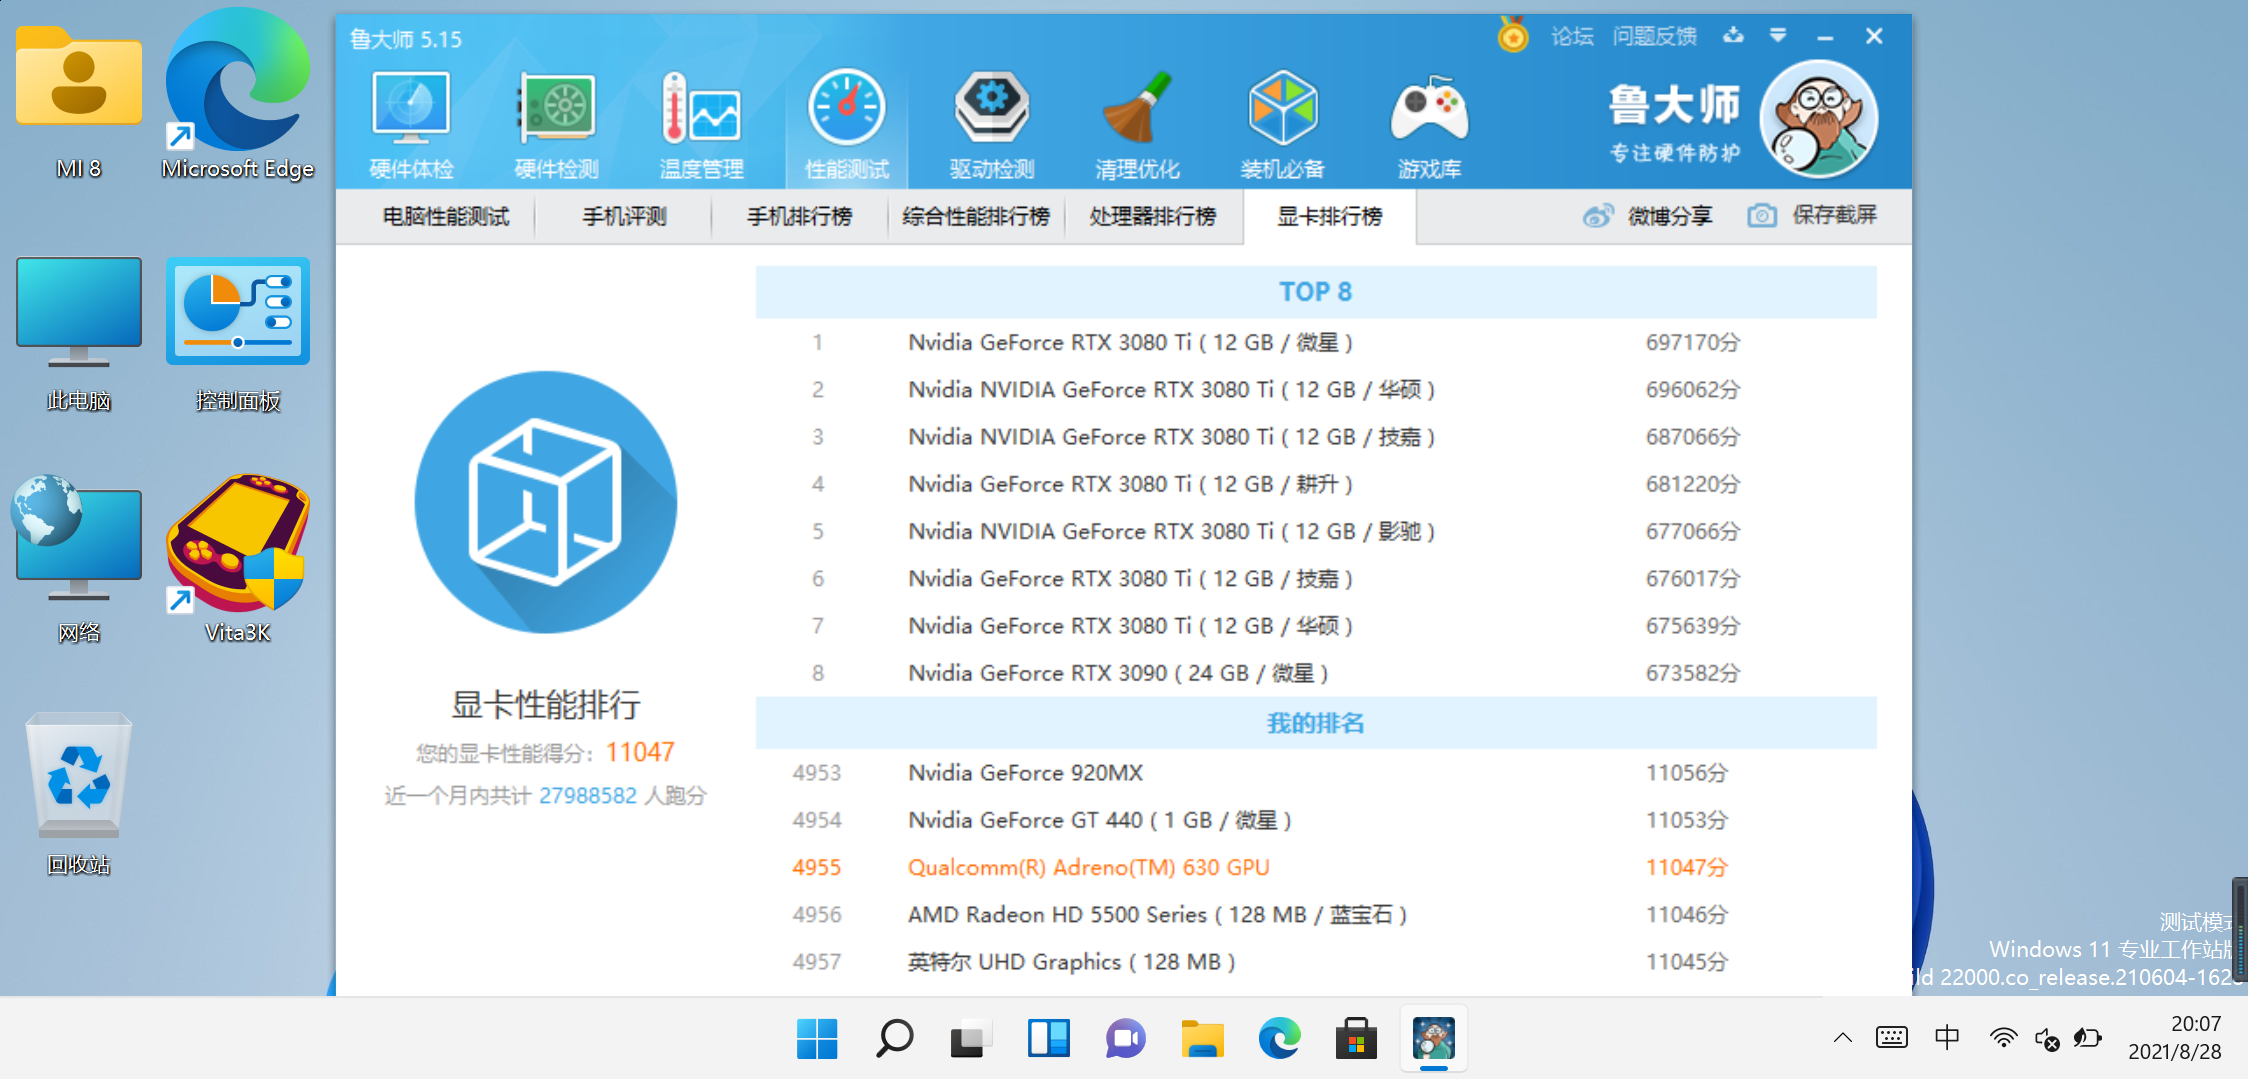 MI 8
Microsoft Edge
此电脑
控制面板
网络
Vita3K
回收站
鲁大师 5.15
论坛
问题反馈
硬件体检
硬件检测
温度管理
性能测试
驱动检测
清理优化
装机必备
游戏库
鲁大师
专注硬件防护
电脑性能测试
手机评测
手机排行榜
综合性能排行榜
处理器排行榜
显卡排行榜
微博分享
保存截屏
显卡性能排行
您的显卡性能得分: 11047
近一个月内共计 27988582 人跑分
TOP 8
1 Nvidia GeForce RTX 3080 Ti ( 12 GB / 微星 ) 697170分
2 Nvidia NVIDIA GeForce RTX 3080 Ti ( 12 GB / 华硕 ) 696062分
3 Nvidia NVIDIA GeForce RTX 3080 Ti ( 12 GB / 技嘉 ) 687066分
4 Nvidia GeForce RTX 3080 Ti ( 12 GB / 耕升 ) 681220分
5 Nvidia NVIDIA GeForce RTX 3080 Ti ( 12 GB / 影驰 ) 677066分
6 Nvidia GeForce RTX 3080 Ti ( 12 GB / 技嘉 ) 676017分
7 Nvidia GeForce RTX 3080 Ti ( 12 GB / 华硕 ) 675639分
8 Nvidia GeForce RTX 3090 ( 24 GB / 微星 ) 673582分
我的排名
4953 Nvidia GeForce 920MX 11056分
4954 Nvidia GeForce GT 440 ( 1 GB / 微星 ) 11053分
4955 Qualcomm(R) Adreno(TM) 630 GPU 11047分
4956 AMD Radeon HD 5500 Series ( 128 MB / 蓝宝石 ) 11046分
4957 英特尔 UHD Graphics ( 128 MB ) 11045分
测试模式
Windows 11 专业工作站版
ild 22000.co_release.210604-162
中
20:07
2021/8/28